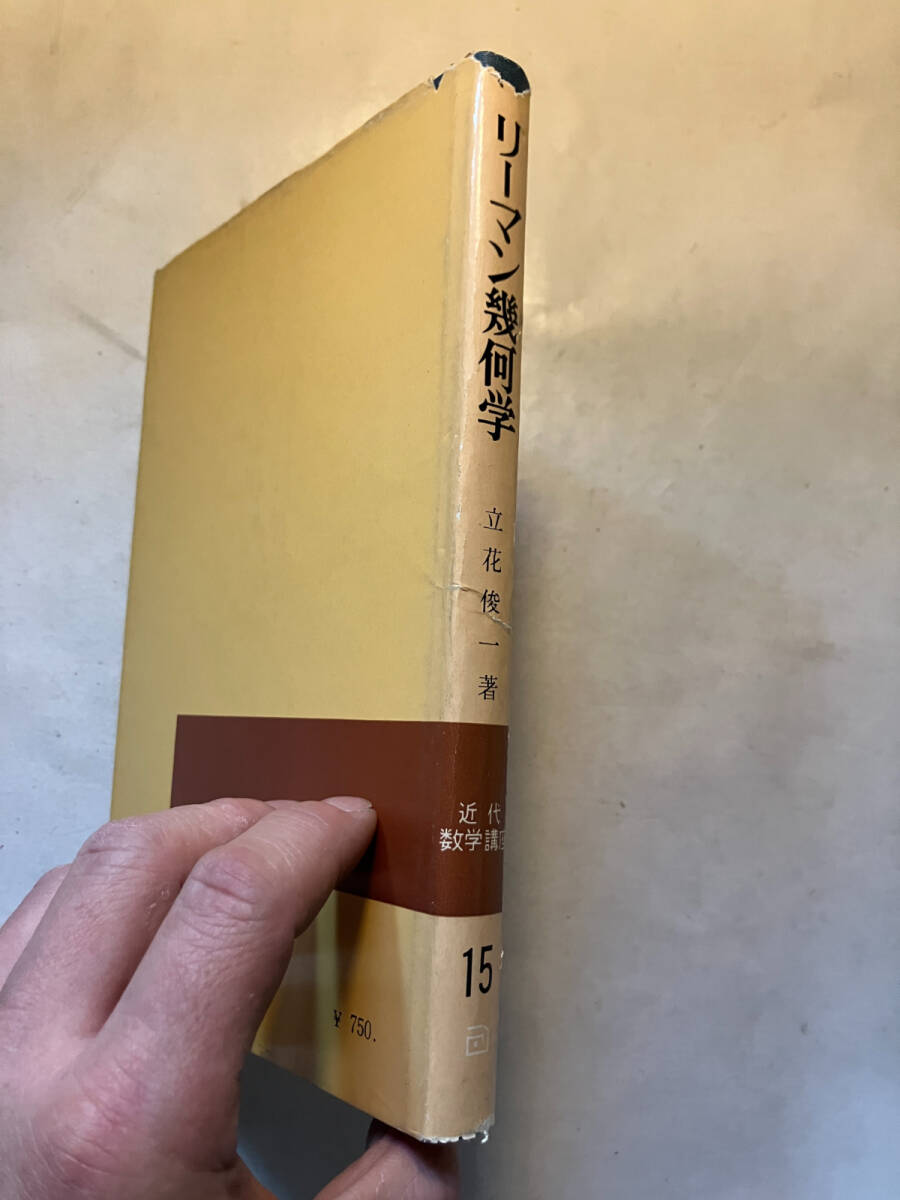 リーマン幾何学
立花俊一著
近代
数学講座
15
¥ 750.